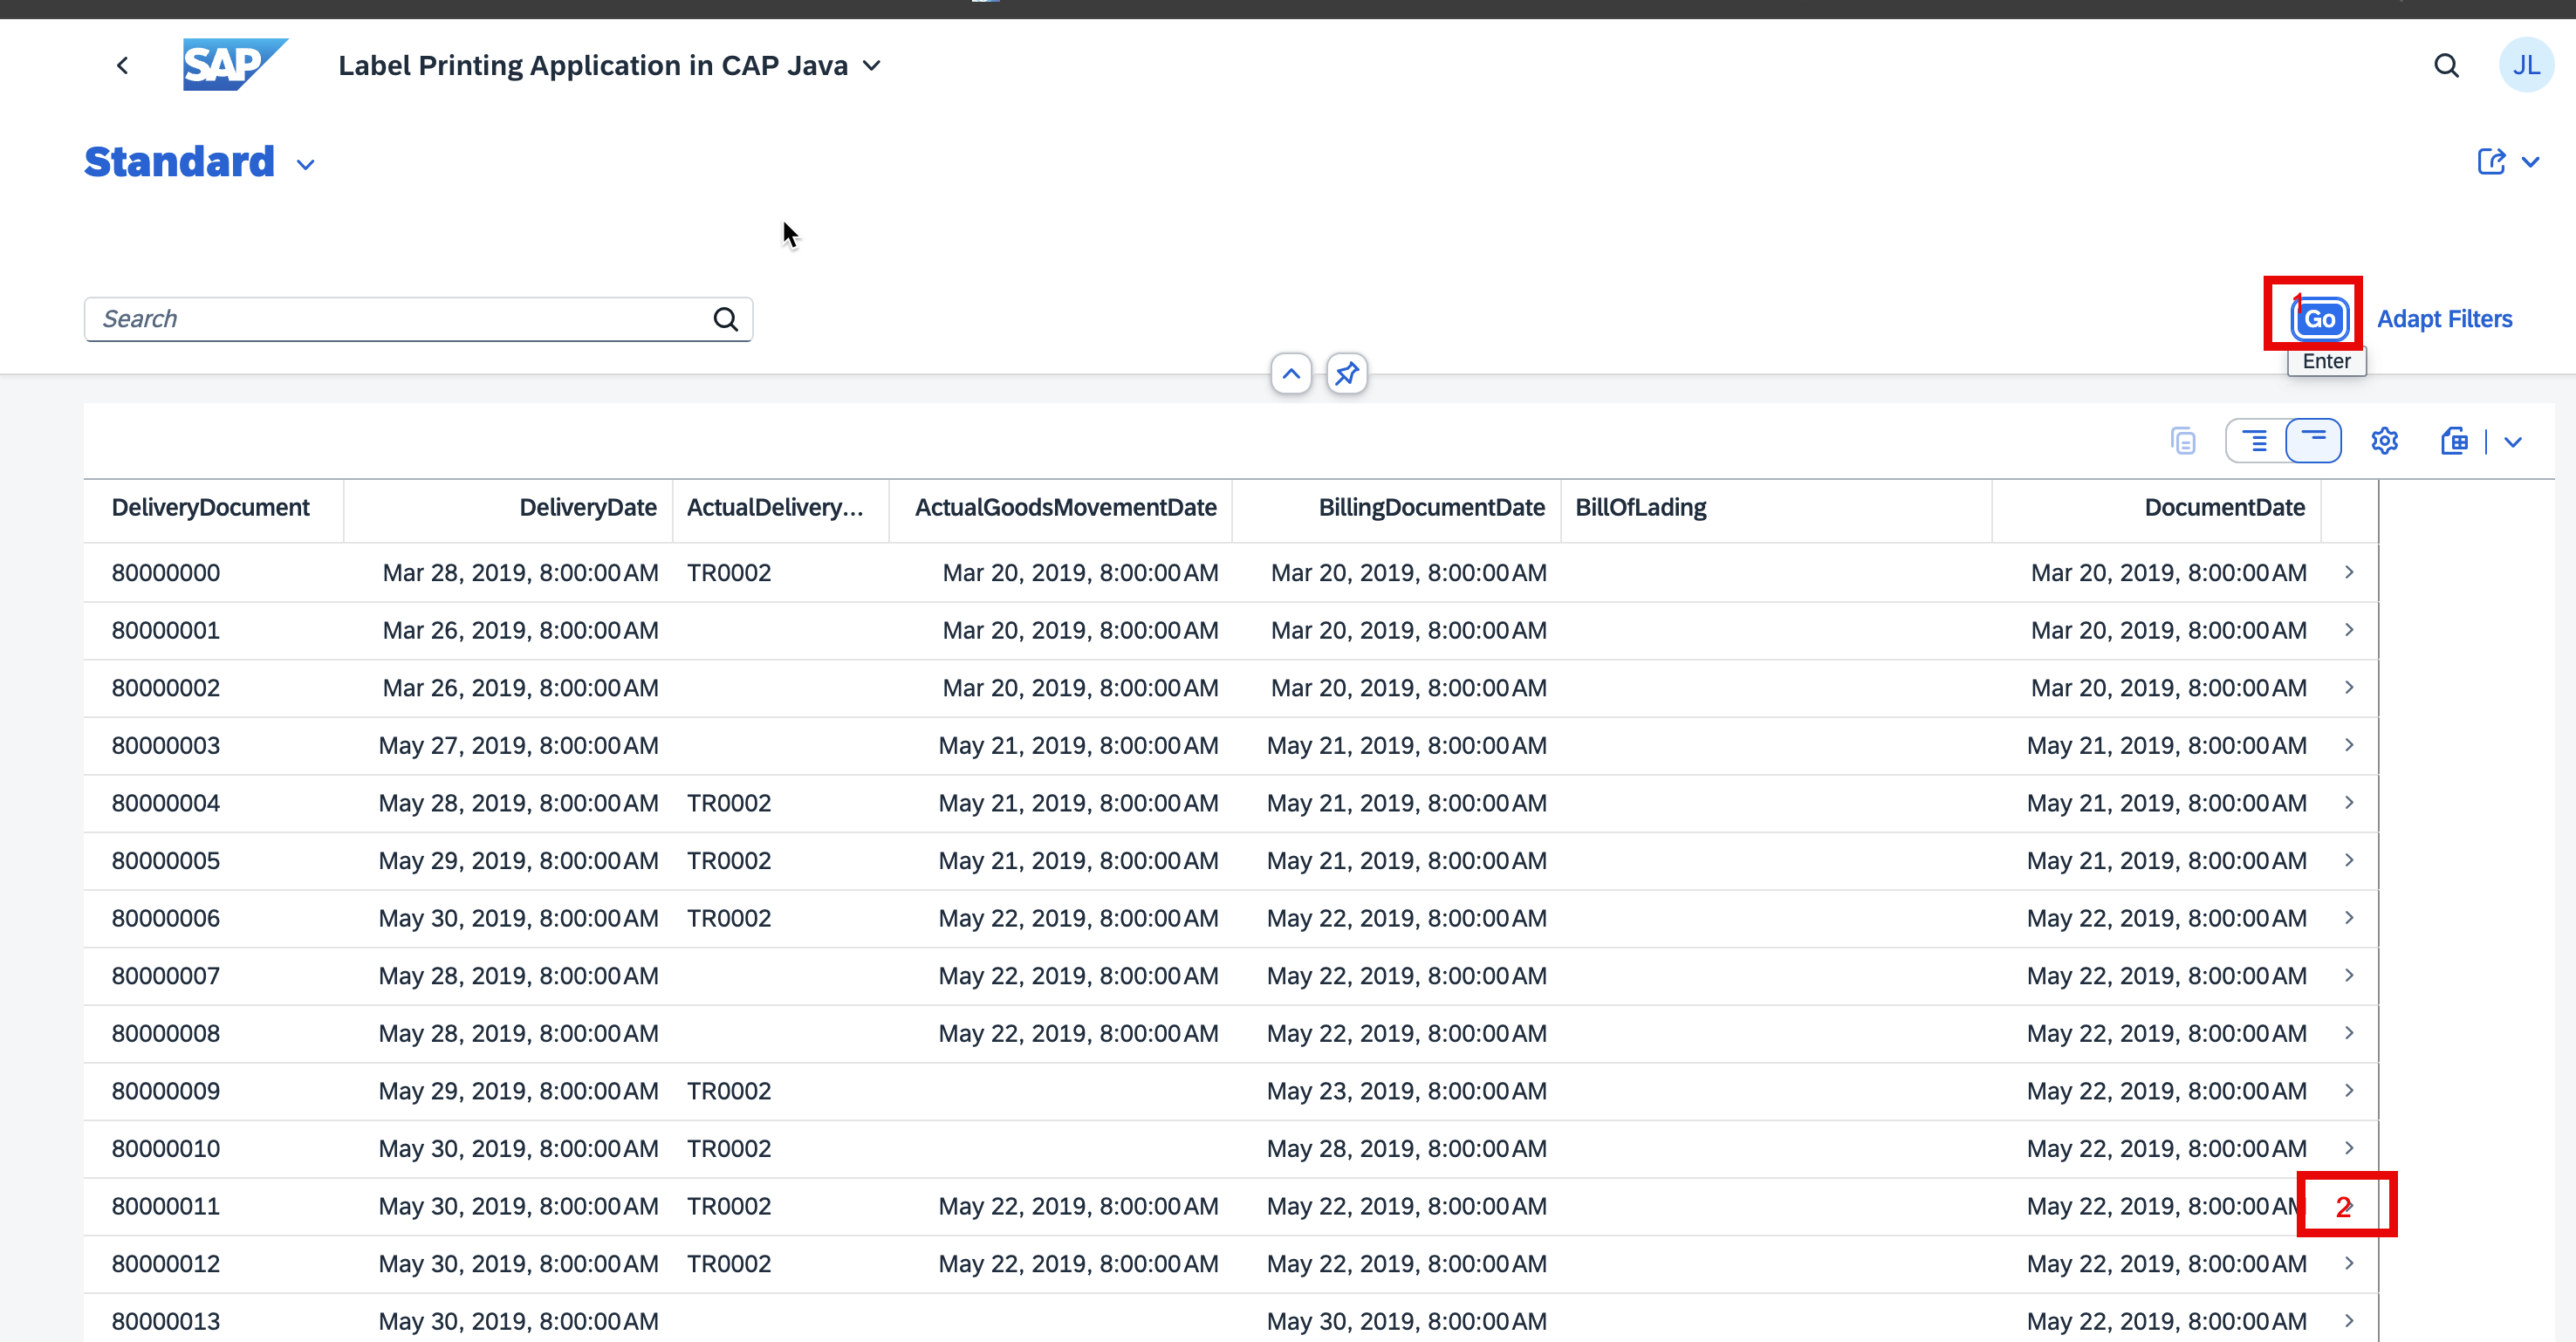 SAP Label Printing Application in CAP Java JL
Standard
Search 1 Go Adapt Filters
Enter
DeliveryDocument DeliveryDate ActualDelivery... ActualGoodsMovementDate BillingDocumentDate BillOfLading DocumentDate
80000000 Mar 28, 2019, 8:00:00 AM TR0002 Mar 20, 2019, 8:00:00 AM Mar 20, 2019, 8:00:00 AM Mar 20, 2019, 8:00:00 AM
80000001 Mar 26, 2019, 8:00:00 AM Mar 20, 2019, 8:00:00 AM Mar 20, 2019, 8:00:00 AM Mar 20, 2019, 8:00:00 AM
80000002 Mar 26, 2019, 8:00:00 AM Mar 20, 2019, 8:00:00 AM Mar 20, 2019, 8:00:00 AM Mar 20, 2019, 8:00:00 AM
80000003 May 27, 2019, 8:00:00 AM May 21, 2019, 8:00:00 AM May 21, 2019, 8:00:00 AM May 21, 2019, 8:00:00 AM
80000004 May 28, 2019, 8:00:00 AM TR0002 May 21, 2019, 8:00:00 AM May 21, 2019, 8:00:00 AM May 21, 2019, 8:00:00 AM
80000005 May 29, 2019, 8:00:00 AM TR0002 May 21, 2019, 8:00:00 AM May 21, 2019, 8:00:00 AM May 21, 2019, 8:00:00 AM
80000006 May 30, 2019, 8:00:00 AM TR0002 May 22, 2019, 8:00:00 AM May 22, 2019, 8:00:00 AM May 22, 2019, 8:00:00 AM
80000007 May 28, 2019, 8:00:00 AM May 22, 2019, 8:00:00 AM May 22, 2019, 8:00:00 AM May 22, 2019, 8:00:00 AM
80000008 May 28, 2019, 8:00:00 AM May 22, 2019, 8:00:00 AM May 22, 2019, 8:00:00 AM May 22, 2019, 8:00:00 AM
80000009 May 29, 2019, 8:00:00 AM TR0002 May 23, 2019, 8:00:00 AM May 22, 2019, 8:00:00 AM
80000010 May 30, 2019, 8:00:00 AM TR0002 May 28, 2019, 8:00:00 AM May 22, 2019, 8:00:00 AM
80000011 May 30, 2019, 8:00:00 AM TR0002 May 22, 2019, 8:00:00 AM May 22, 2019, 8:00:00 AM May 22, 2019, 8:00:00 AM 2
80000012 May 30, 2019, 8:00:00 AM TR0002 May 22, 2019, 8:00:00 AM May 22, 2019, 8:00:00 AM May 22, 2019, 8:00:00 AM
80000013 May 30, 2019, 8:00:00 AM May 30, 2019, 8:00:00 AM May 22, 2019, 8:00:00 AM